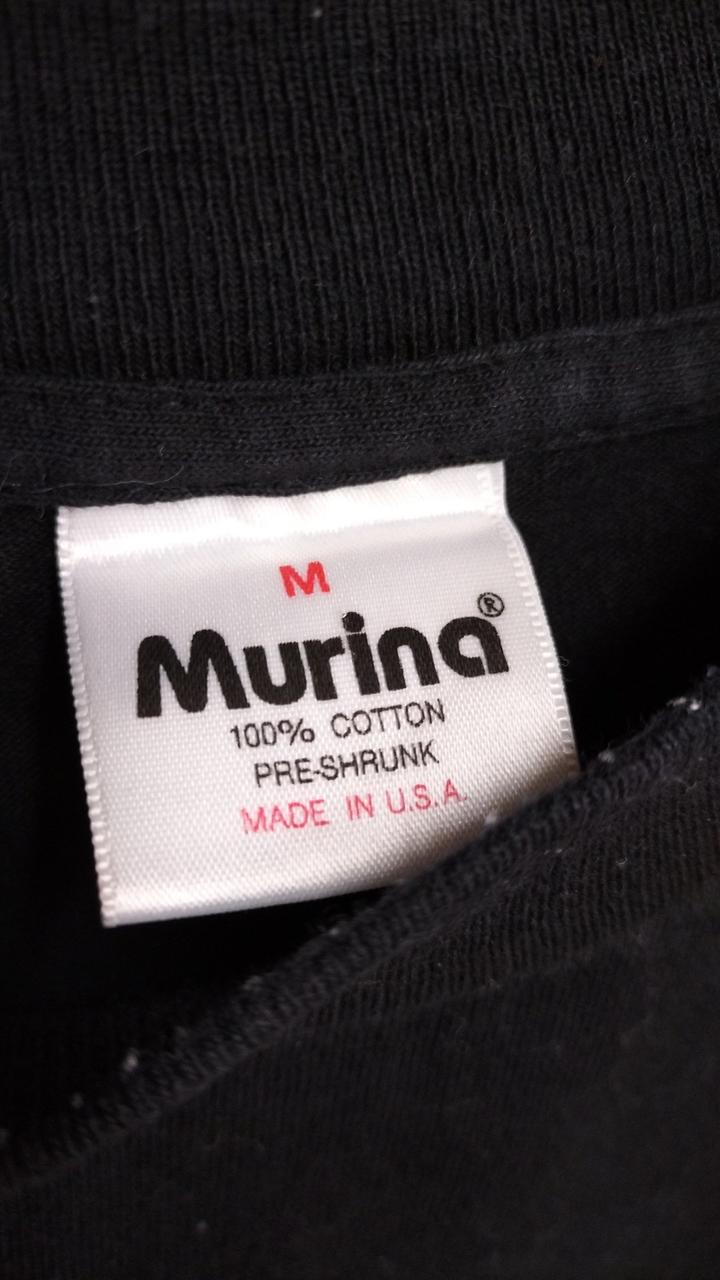 M
Murina®
100% COTTON
PRE-SHRUNK
MADE IN U.S.A.